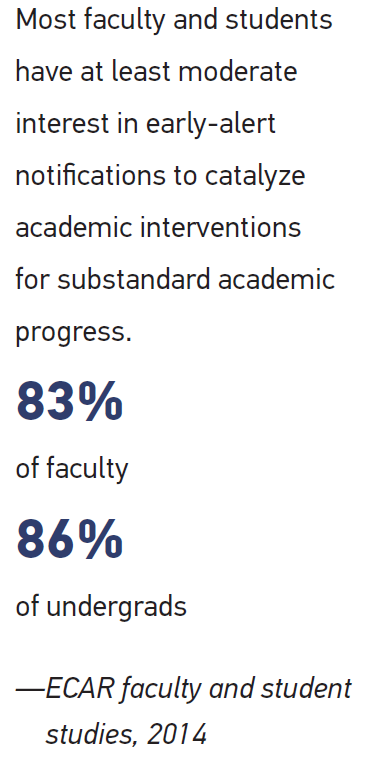 Most faculty and students
have at least moderate
interest in early-alert
notifications to catalyze
academic interventions
for substandard academic
progress.
83%
of faculty
86%
of undergrads
—ECAR faculty and student
studies, 2014